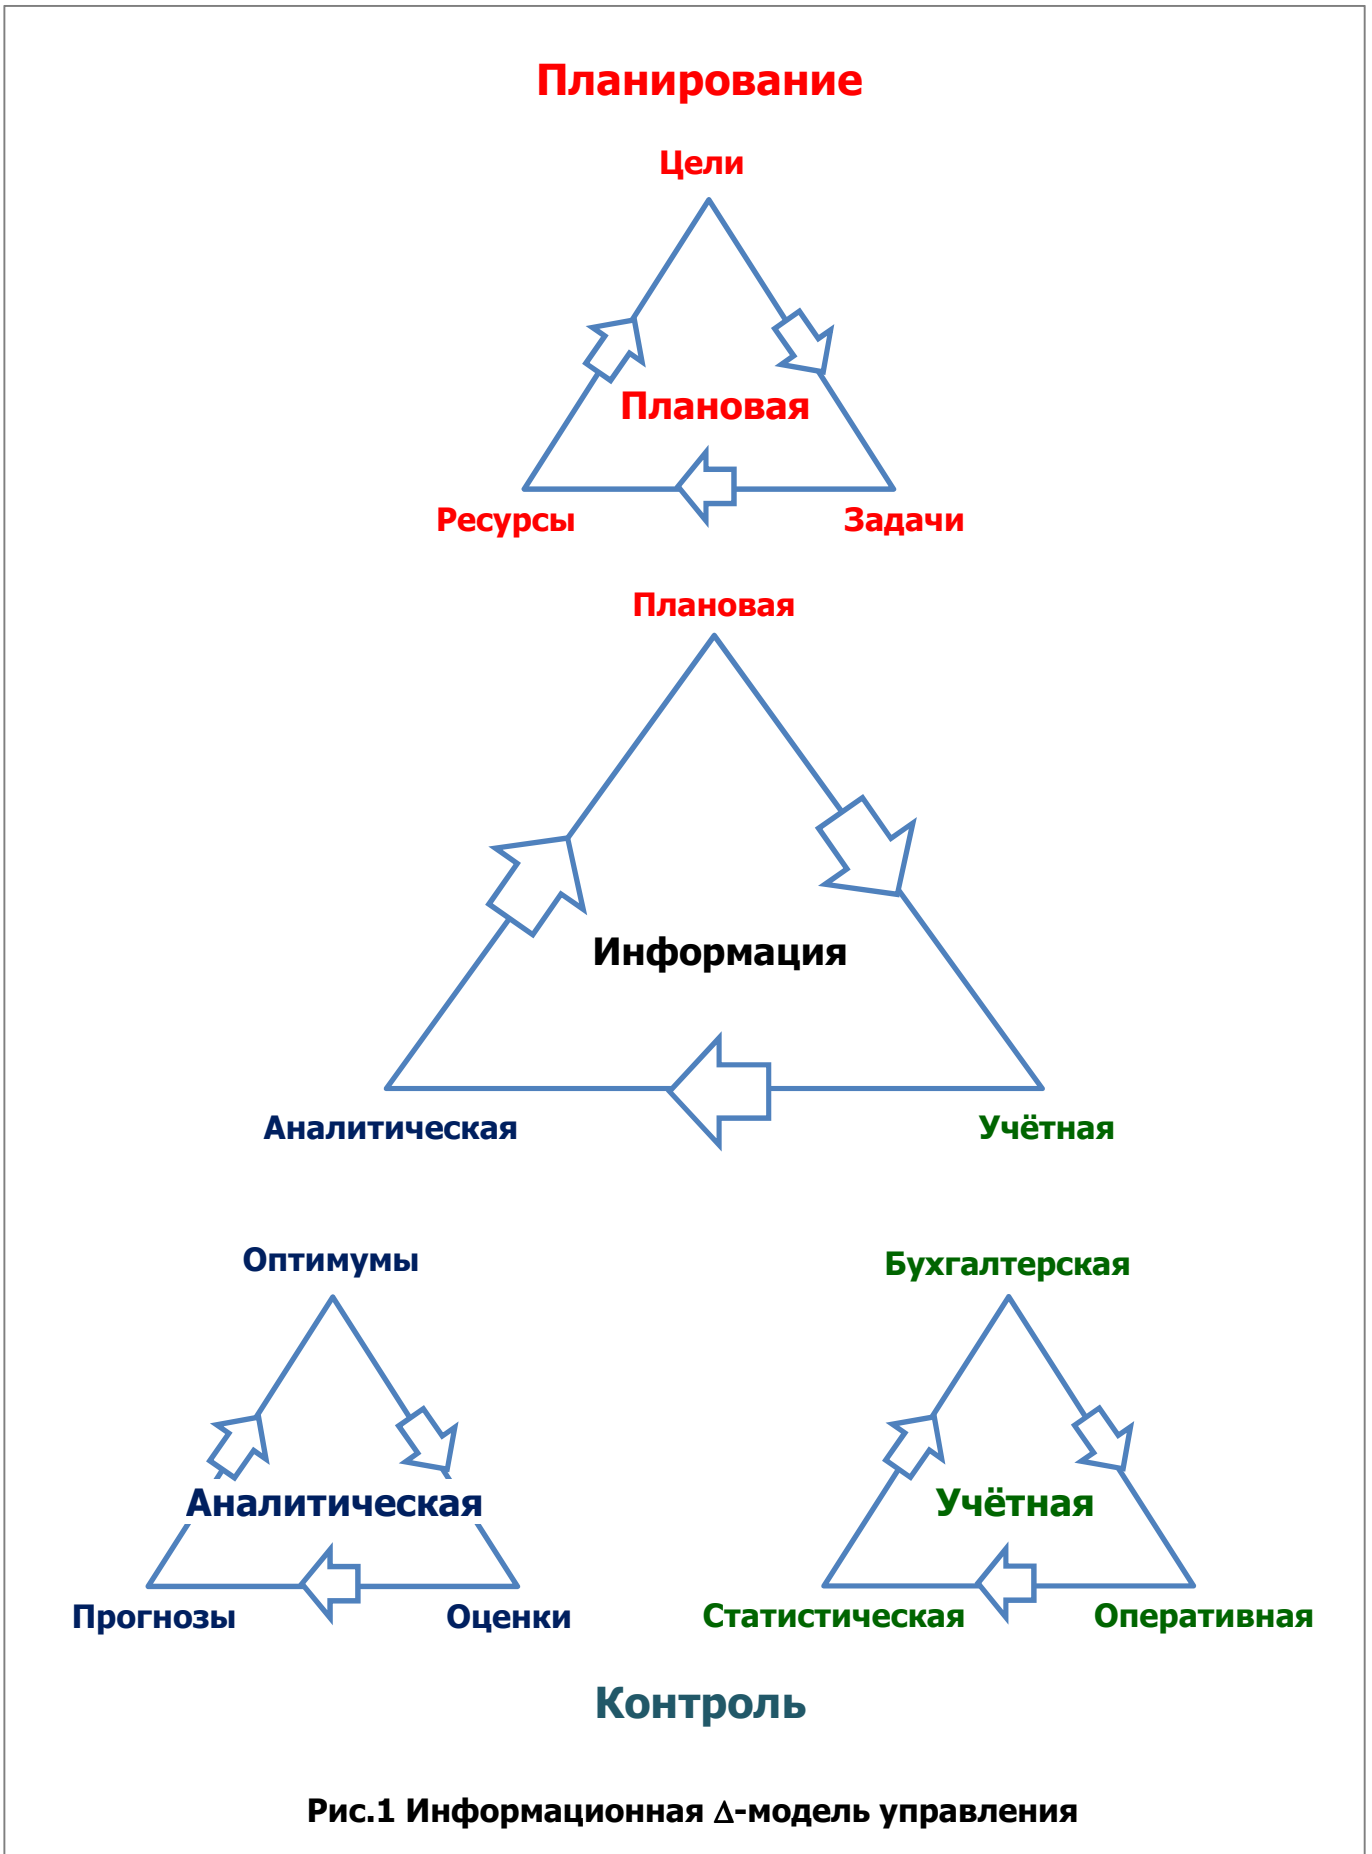 Планирование
Цели
Плановая
Ресурсы Задачи
Плановая
Информация
Аналитическая Учётная
Оптимумы Бухгалтерская
Аналитическая Учётная
Прогнозы Оценки Статистическая Оперативная
Контроль
Рис.1 Информационная Δ-модель управления